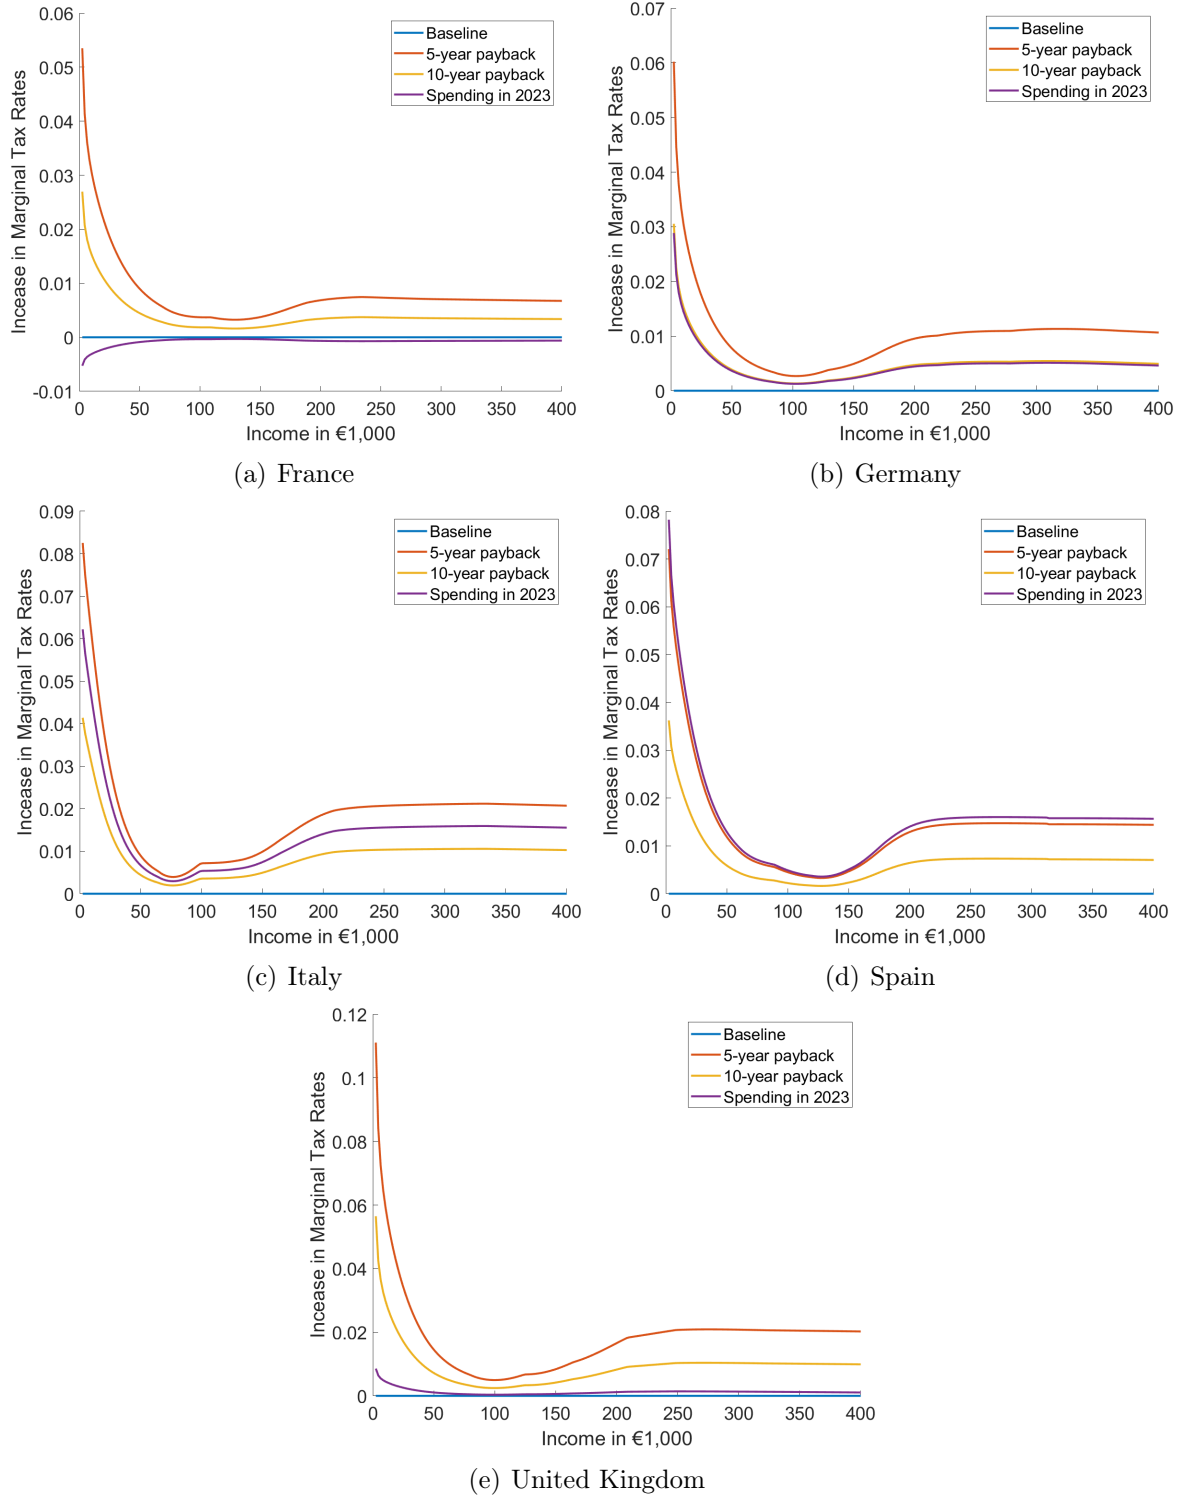 0.06
0.05
0.04
0.03
0.02
0.01
0
-0.01
Incease in Marginal Tax Rates
Baseline
5-year payback
10-year payback
Spending in 2023
0 50 100 150 200 250 300 350 400
Income in €1,000
(a) France
0.07
0.06
0.05
0.04
0.03
0.02
0.01
0
Incease in Marginal Tax Rates
Baseline
5-year payback
10-year payback
Spending in 2023
0 50 100 150 200 250 300 350 400
Income in €1,000
(b) Germany
0.09
0.08
0.07
0.06
0.05
0.04
0.03
0.02
0.01
0
Incease in Marginal Tax Rates
Baseline
5-year payback
10-year payback
Spending in 2023
0 50 100 150 200 250 300 350 400
Income in €1,000
(c) Italy
0.08
0.07
0.06
0.05
0.04
0.03
0.02
0.01
0
Incease in Marginal Tax Rates
Baseline
5-year payback
10-year payback
Spending in 2023
0 50 100 150 200 250 300 350 400
Income in €1,000
(d) Spain
0.12
0.1
0.08
0.06
0.04
0.02
0
Incease in Marginal Tax Rates
Baseline
5-year payback
10-year payback
Spending in 2023
0 50 100 150 200 250 300 350 400
Income in €1,000
(e) United Kingdom